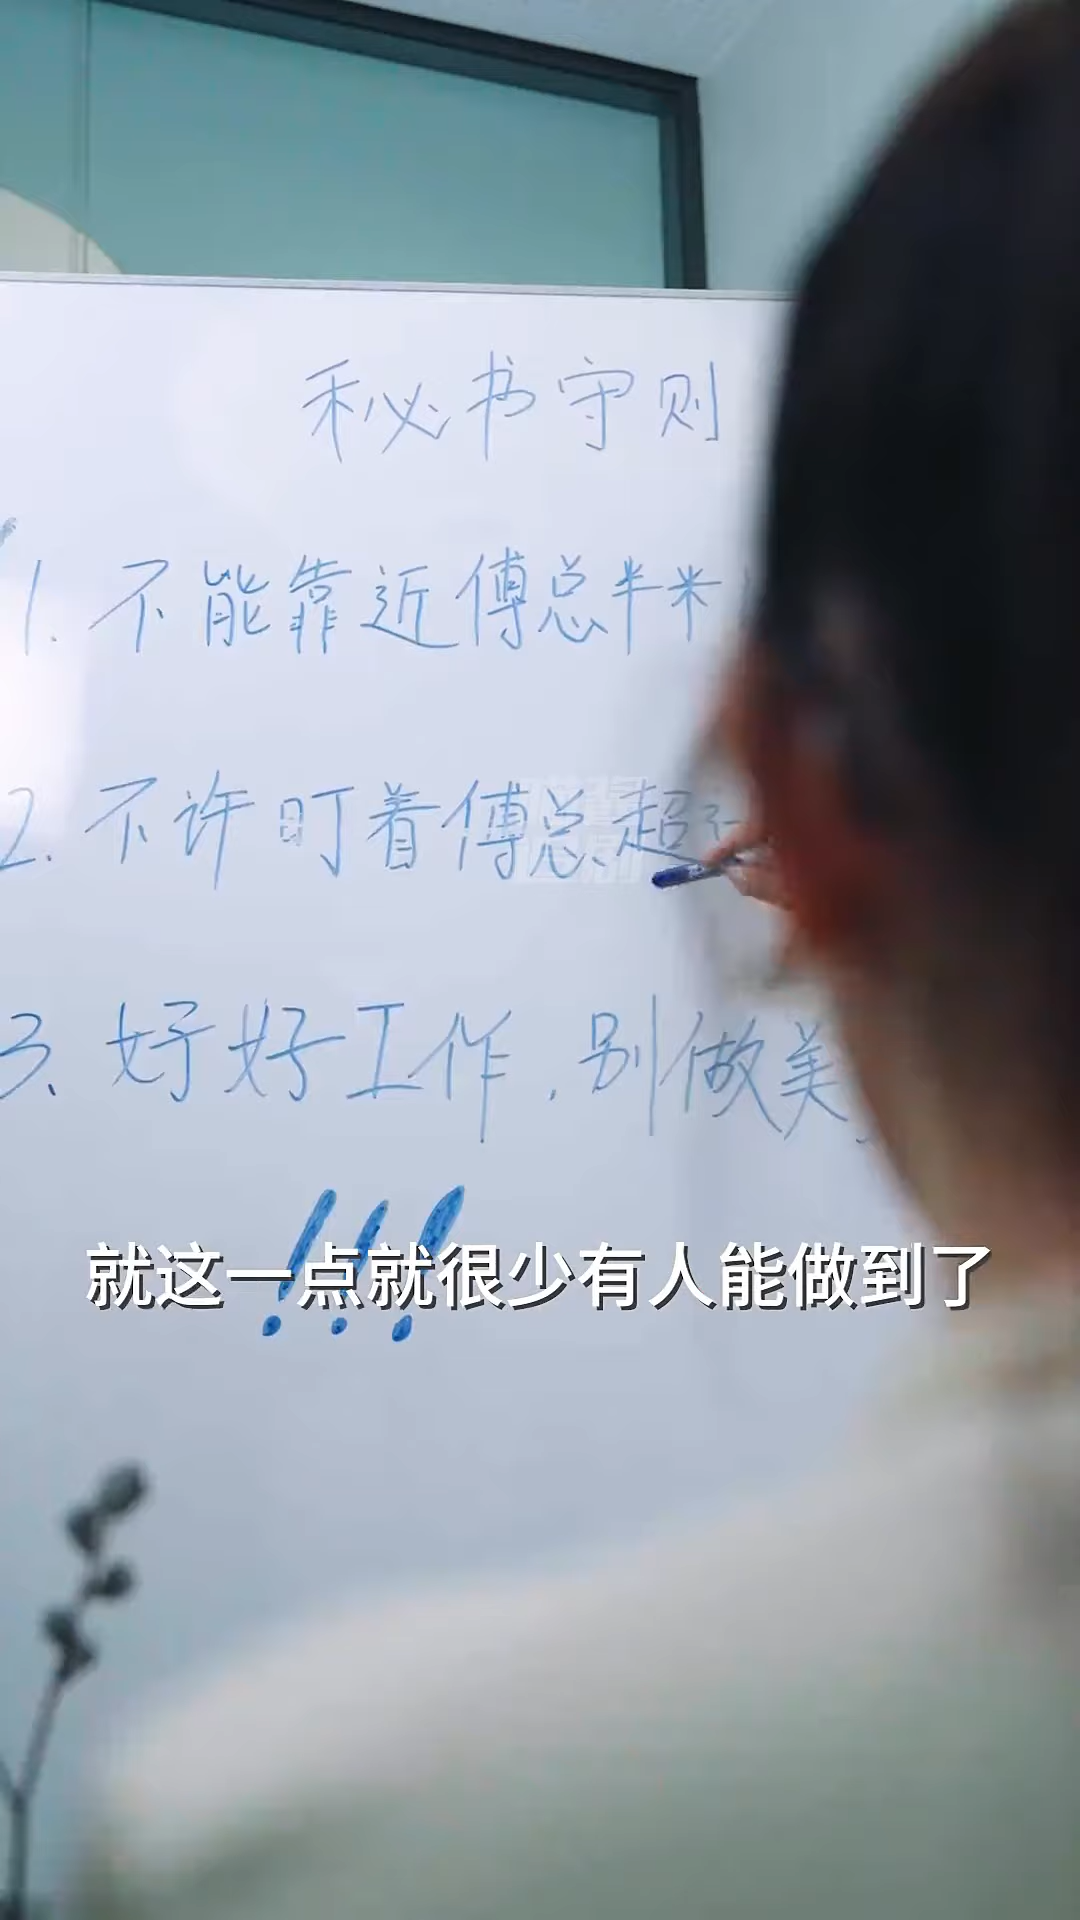 秘书守则
1. 不能靠近傅总半米
2. 不许盯着傅总超
3、好好工作，别做美
!!!
就这一点就很少有人能做到了